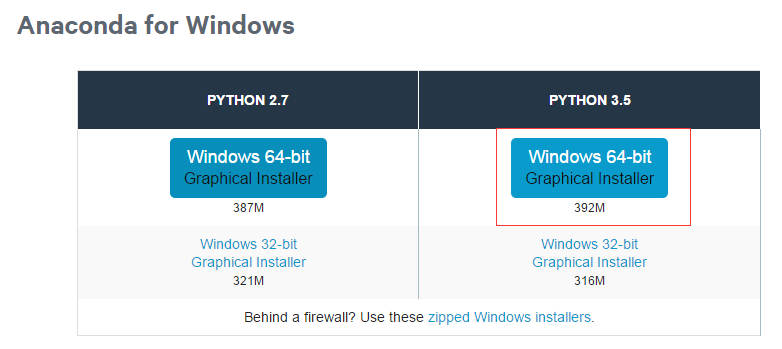 Anaconda for Windows
PYTHON 2.7
PYTHON 3.5
Windows 64-bit
Graphical Installer
387M
Windows 64-bit
Graphical Installer
392M
Windows 32-bit
Graphical Installer
321M
Windows 32-bit
Graphical Installer
316M
Behind a firewall? Use these zipped Windows installers.